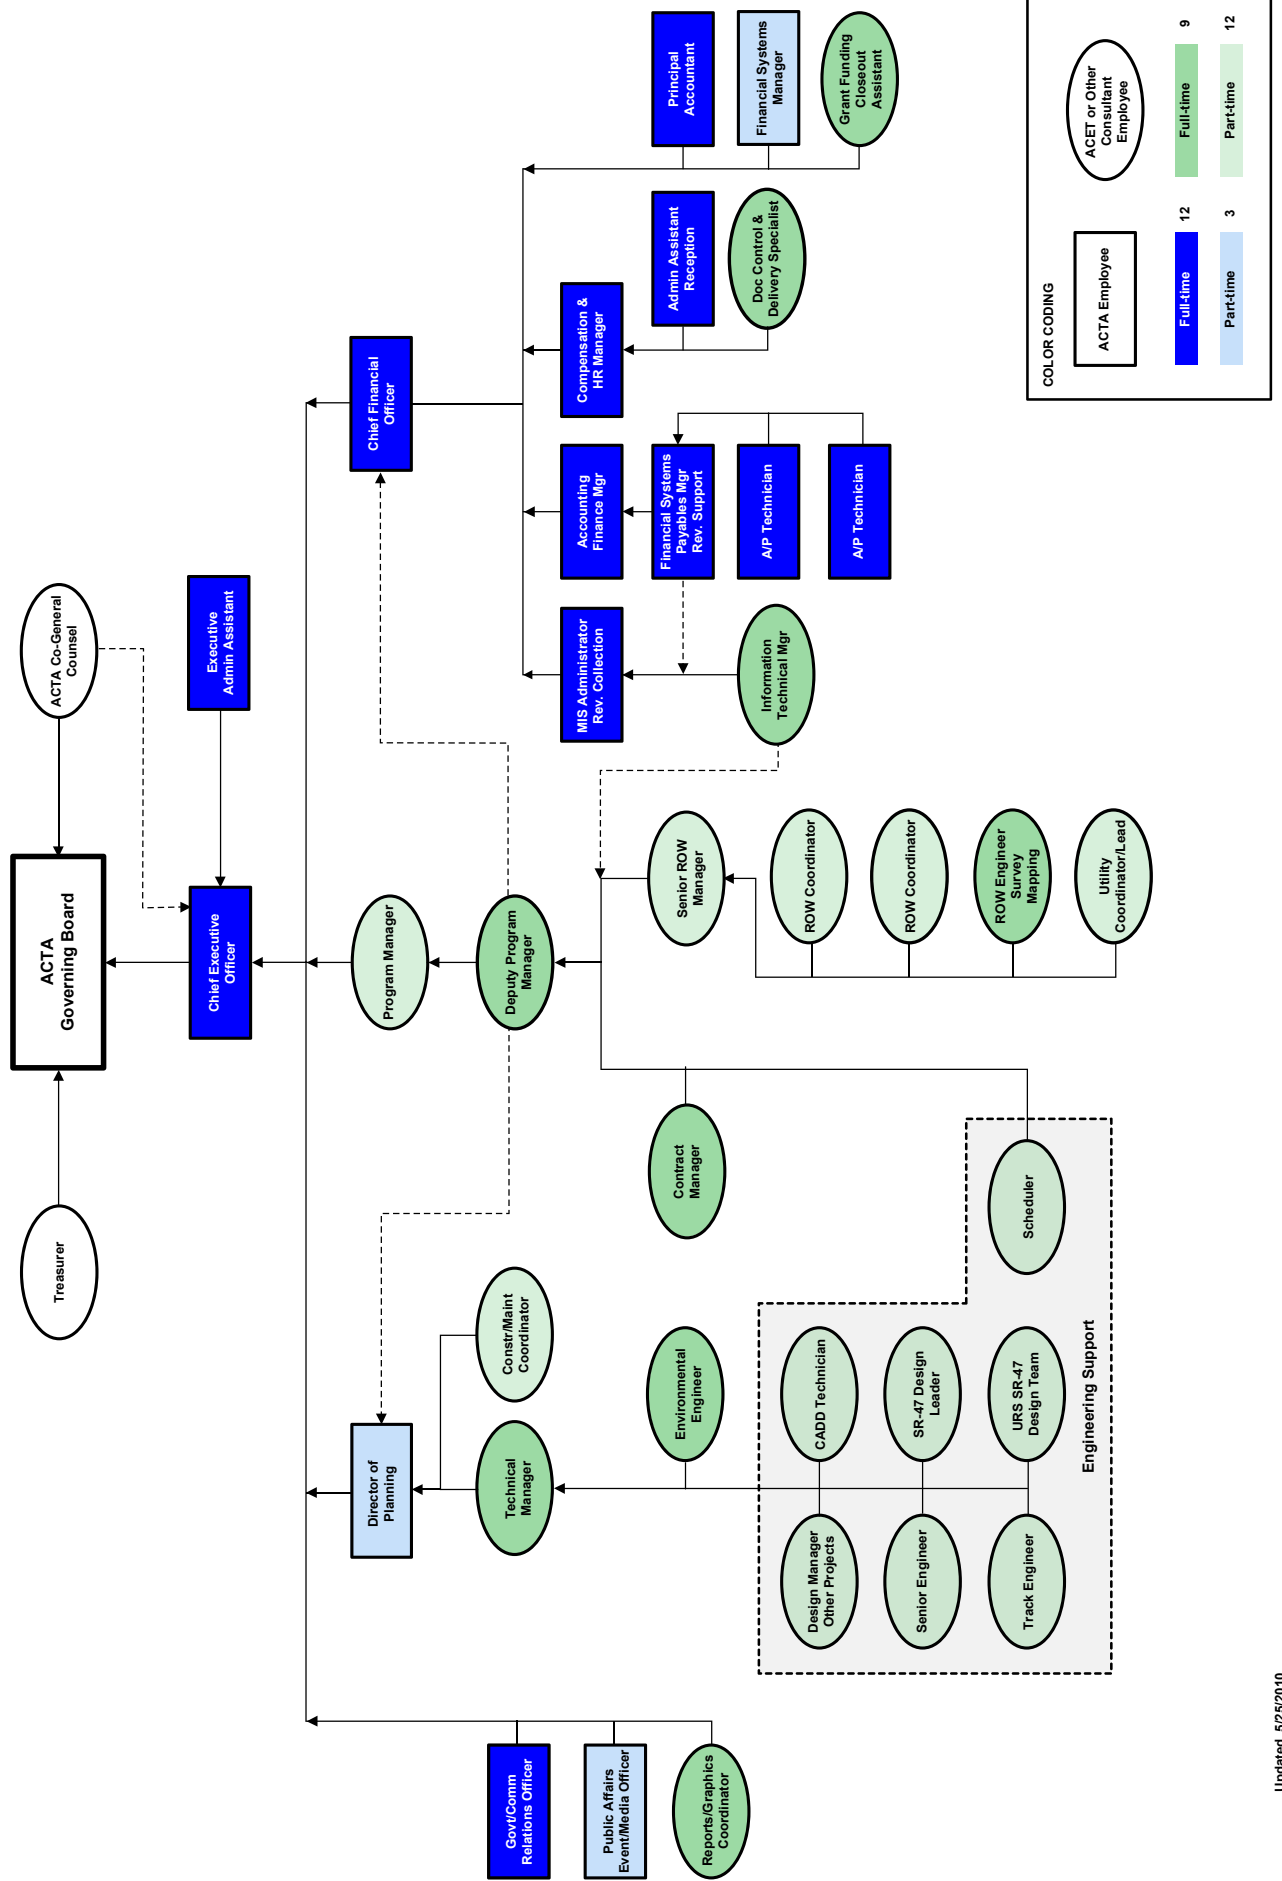 ACTA
Governing Board
Treasurer
ACTA Co-General
Counsel
Chief Executive
Officer
Executive
Admin Assistant
Govt/Comm
Relations Officer
Public Affairs
Event/Media Officer
Reports/Graphics
Coordinator
Director of
Planning
Program Manager
Chief Financial
Officer
Technical
Manager
Constr/Maint
Coordinator
Deputy Program
Manager
Environmental
Engineer
Design Manager
Other Projects
CADD Technician
Senior Engineer
SR-47 Design
Leader
Track Engineer
URS SR-47
Design Team
Scheduler
Engineering Support
Contract
Manager
Senior ROW
Manager
ROW Coordinator
ROW Coordinator
ROW Engineer
Survey
Mapping
Utility
Coordinator/Lead
MIS Administrator
Rev. Collection
Information
Technical Mgr
Accounting
Finance Mgr
Financial Systems
Payables Mgr
Rev. Support
A/P Technician
A/P Technician
Compensation &
HR Manager
Admin Assistant
Reception
Doc Control &
Delivery Specialist
Principal
Accountant
Financial Systems
Manager
Grant Funding
Closeout
Assistant
COLOR CODING
ACTA Employee
ACET or Other
Consultant
Employee
Full-time 12
Full-time 9
Part-time 3
Part-time 12
Updated 5/25/2010